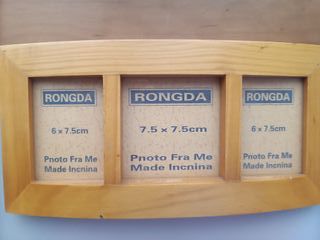 RONGDA
6 x 7.5cm
Pnoto Fra Me
Made Incnina
RONGDA
7.5 x 7.5cm
Pnoto Fra Me
Made Incnina
RONGDA
6 x 7.5cm
Pnoto Fra Me
Made Incnina